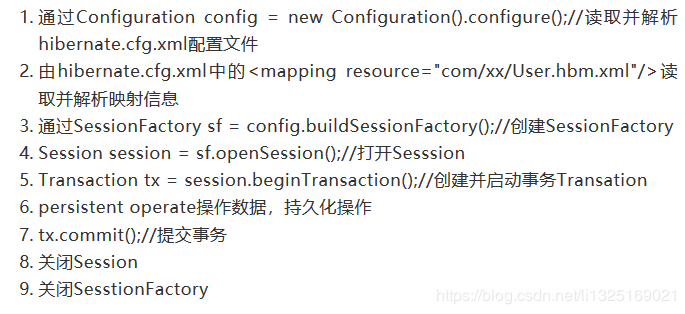 1. 通过Configuration config = new Configuration().configure();//读取并解析
hibernate.cfg.xml配置文件
2. 由hibernate.cfg.xml中的<mapping resource="com/xx/User.hbm.xml"/>读
取并解析映射信息
3. 通过SessionFactory sf = config.buildSessionFactory();//创建SessionFactory
4. Session session = sf.openSession();//打开Sesssion
5. Transaction tx = session.beginTransaction();//创建并启动事务Transation
6. persistent operate操作数据，持久化操作
7. tx.commit();//提交事务
8. 关闭Session
9. 关闭SesstionFactory
https://blog.csdn.net/li1325169021